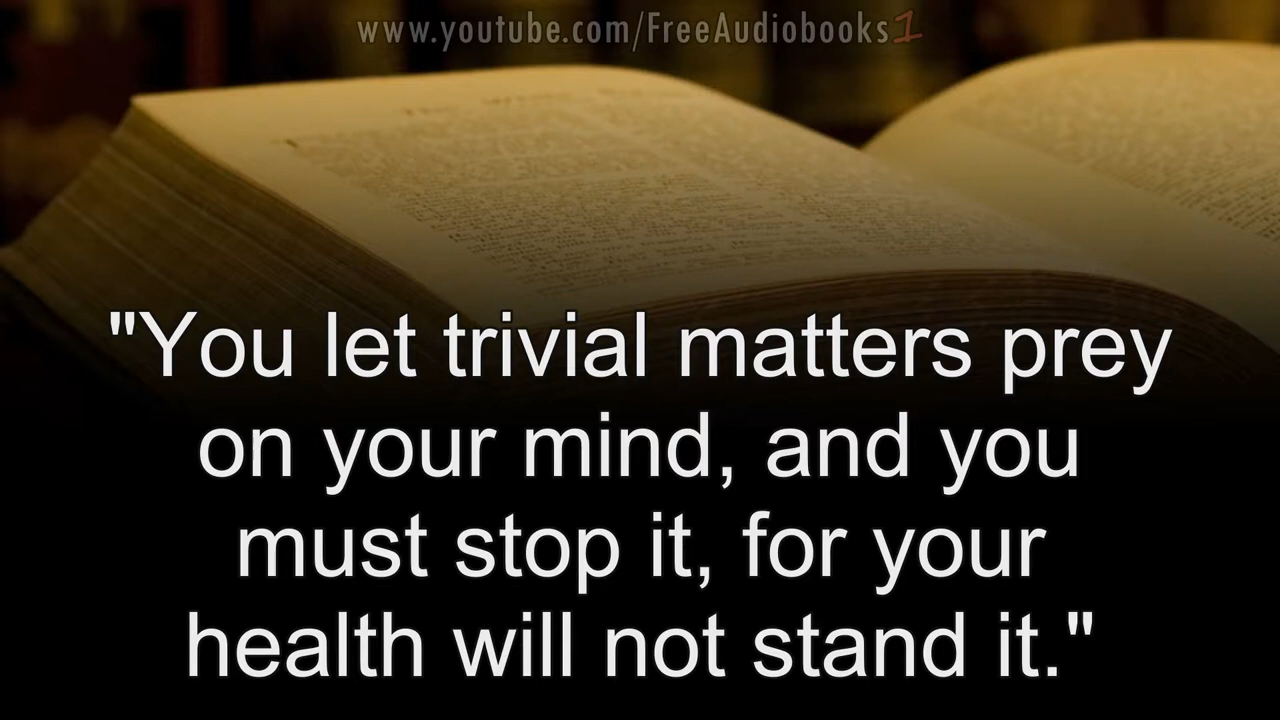 www.youtube.com/FreeAudiobooks1
"You let trivial matters prey
on your mind, and you
must stop it, for your
health will not stand it."